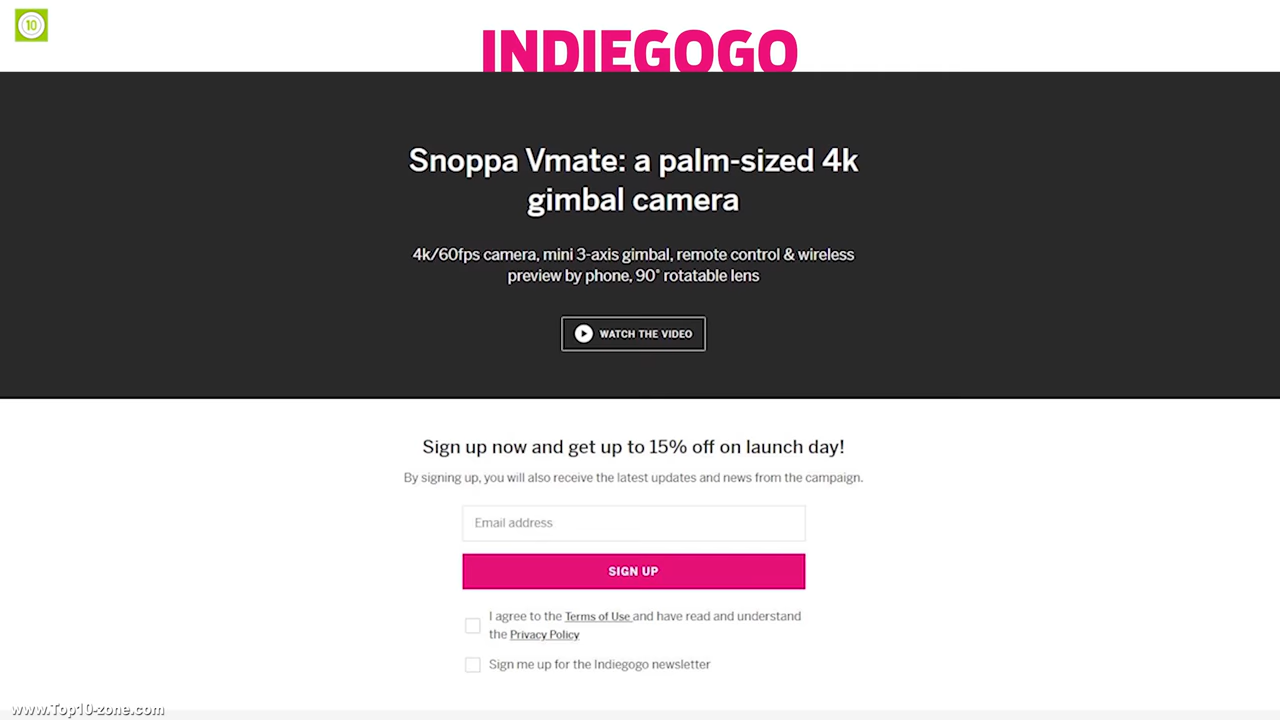 10
INDIEGOGO
Snoppa Vmate: a palm-sized 4k
gimbal camera
4k/60fps camera, mini 3-axis gimbal, remote control & wireless
preview by phone, 90° rotatable lens
WATCH THE VIDEO
Sign up now and get up to 15% off on launch day!
By signing up, you will also receive the latest updates and news from the campaign.
Email address
SIGN UP
I agree to the Terms of Use and have read and understand
the Privacy Policy
Sign me up for the Indiegogo newsletter
www.Top10-zone.com